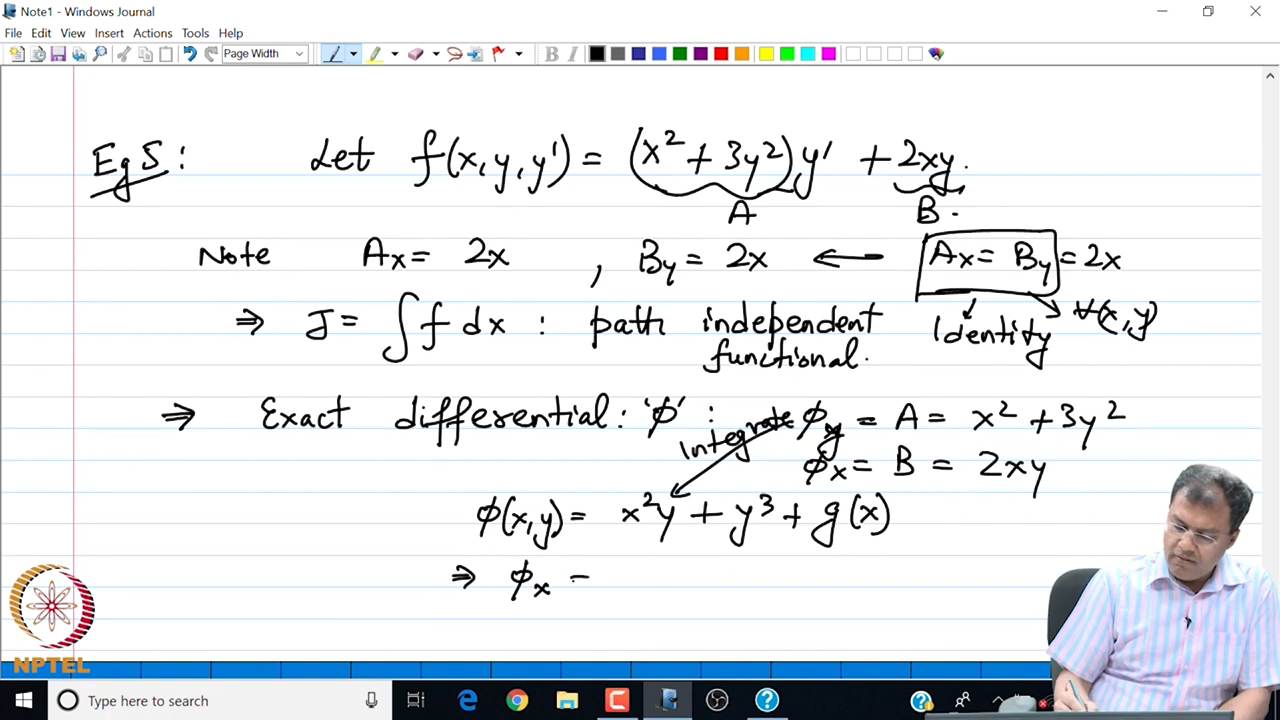 Note1 - Windows Journal
File Edit View Insert Actions Tools Help
Page Width
B I
Eg 5 : Let f(x, y, y') = (x² + 3y²)y' + 2xy.
A B.
Note Ax = 2x , By = 2x ← Ax = By = 2x
Identity ∀(x, y)
⇒ J = ∫ f dx : path independent
functional.
⇒ Exact differential: 'ϕ' : ϕy = A = x² + 3y²
Integrate ϕx = B = 2xy
ϕ(x,y) = x²y + y³ + g(x)
⇒ ϕx =
NPTEL
Type here to search